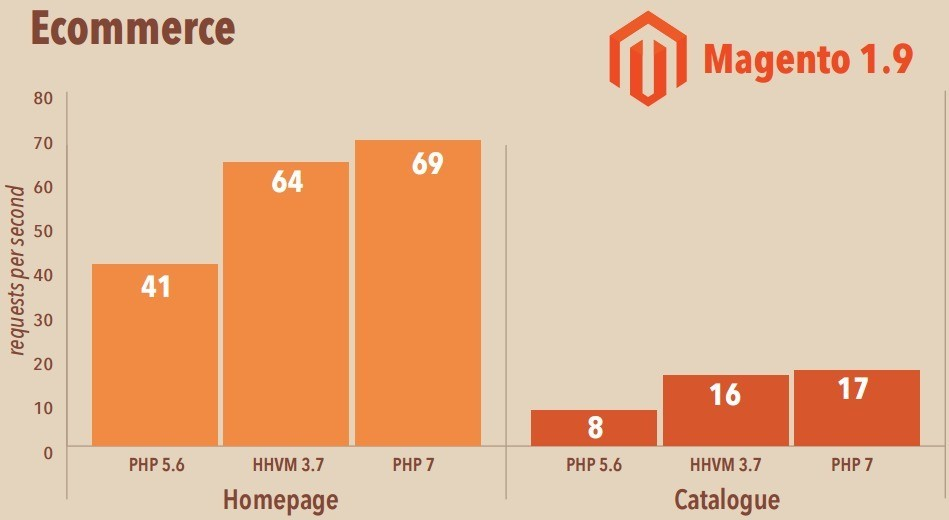 Ecommerce
Magento 1.9
requests per second
80
70
60
50
40
30
20
10
0
41
64
69
8
16
17
PHP 5.6
HHVM 3.7
PHP 7
PHP 5.6
HHVM 3.7
PHP 7
Homepage
Catalogue